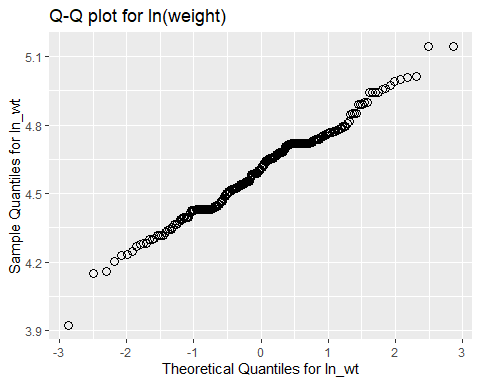 Q-Q plot for ln(weight)
Sample Quantiles for ln_wt
5.1
4.8
4.5
4.2
3.9
-3 -2 -1 0 1 2 3
Theoretical Quantiles for ln_wt